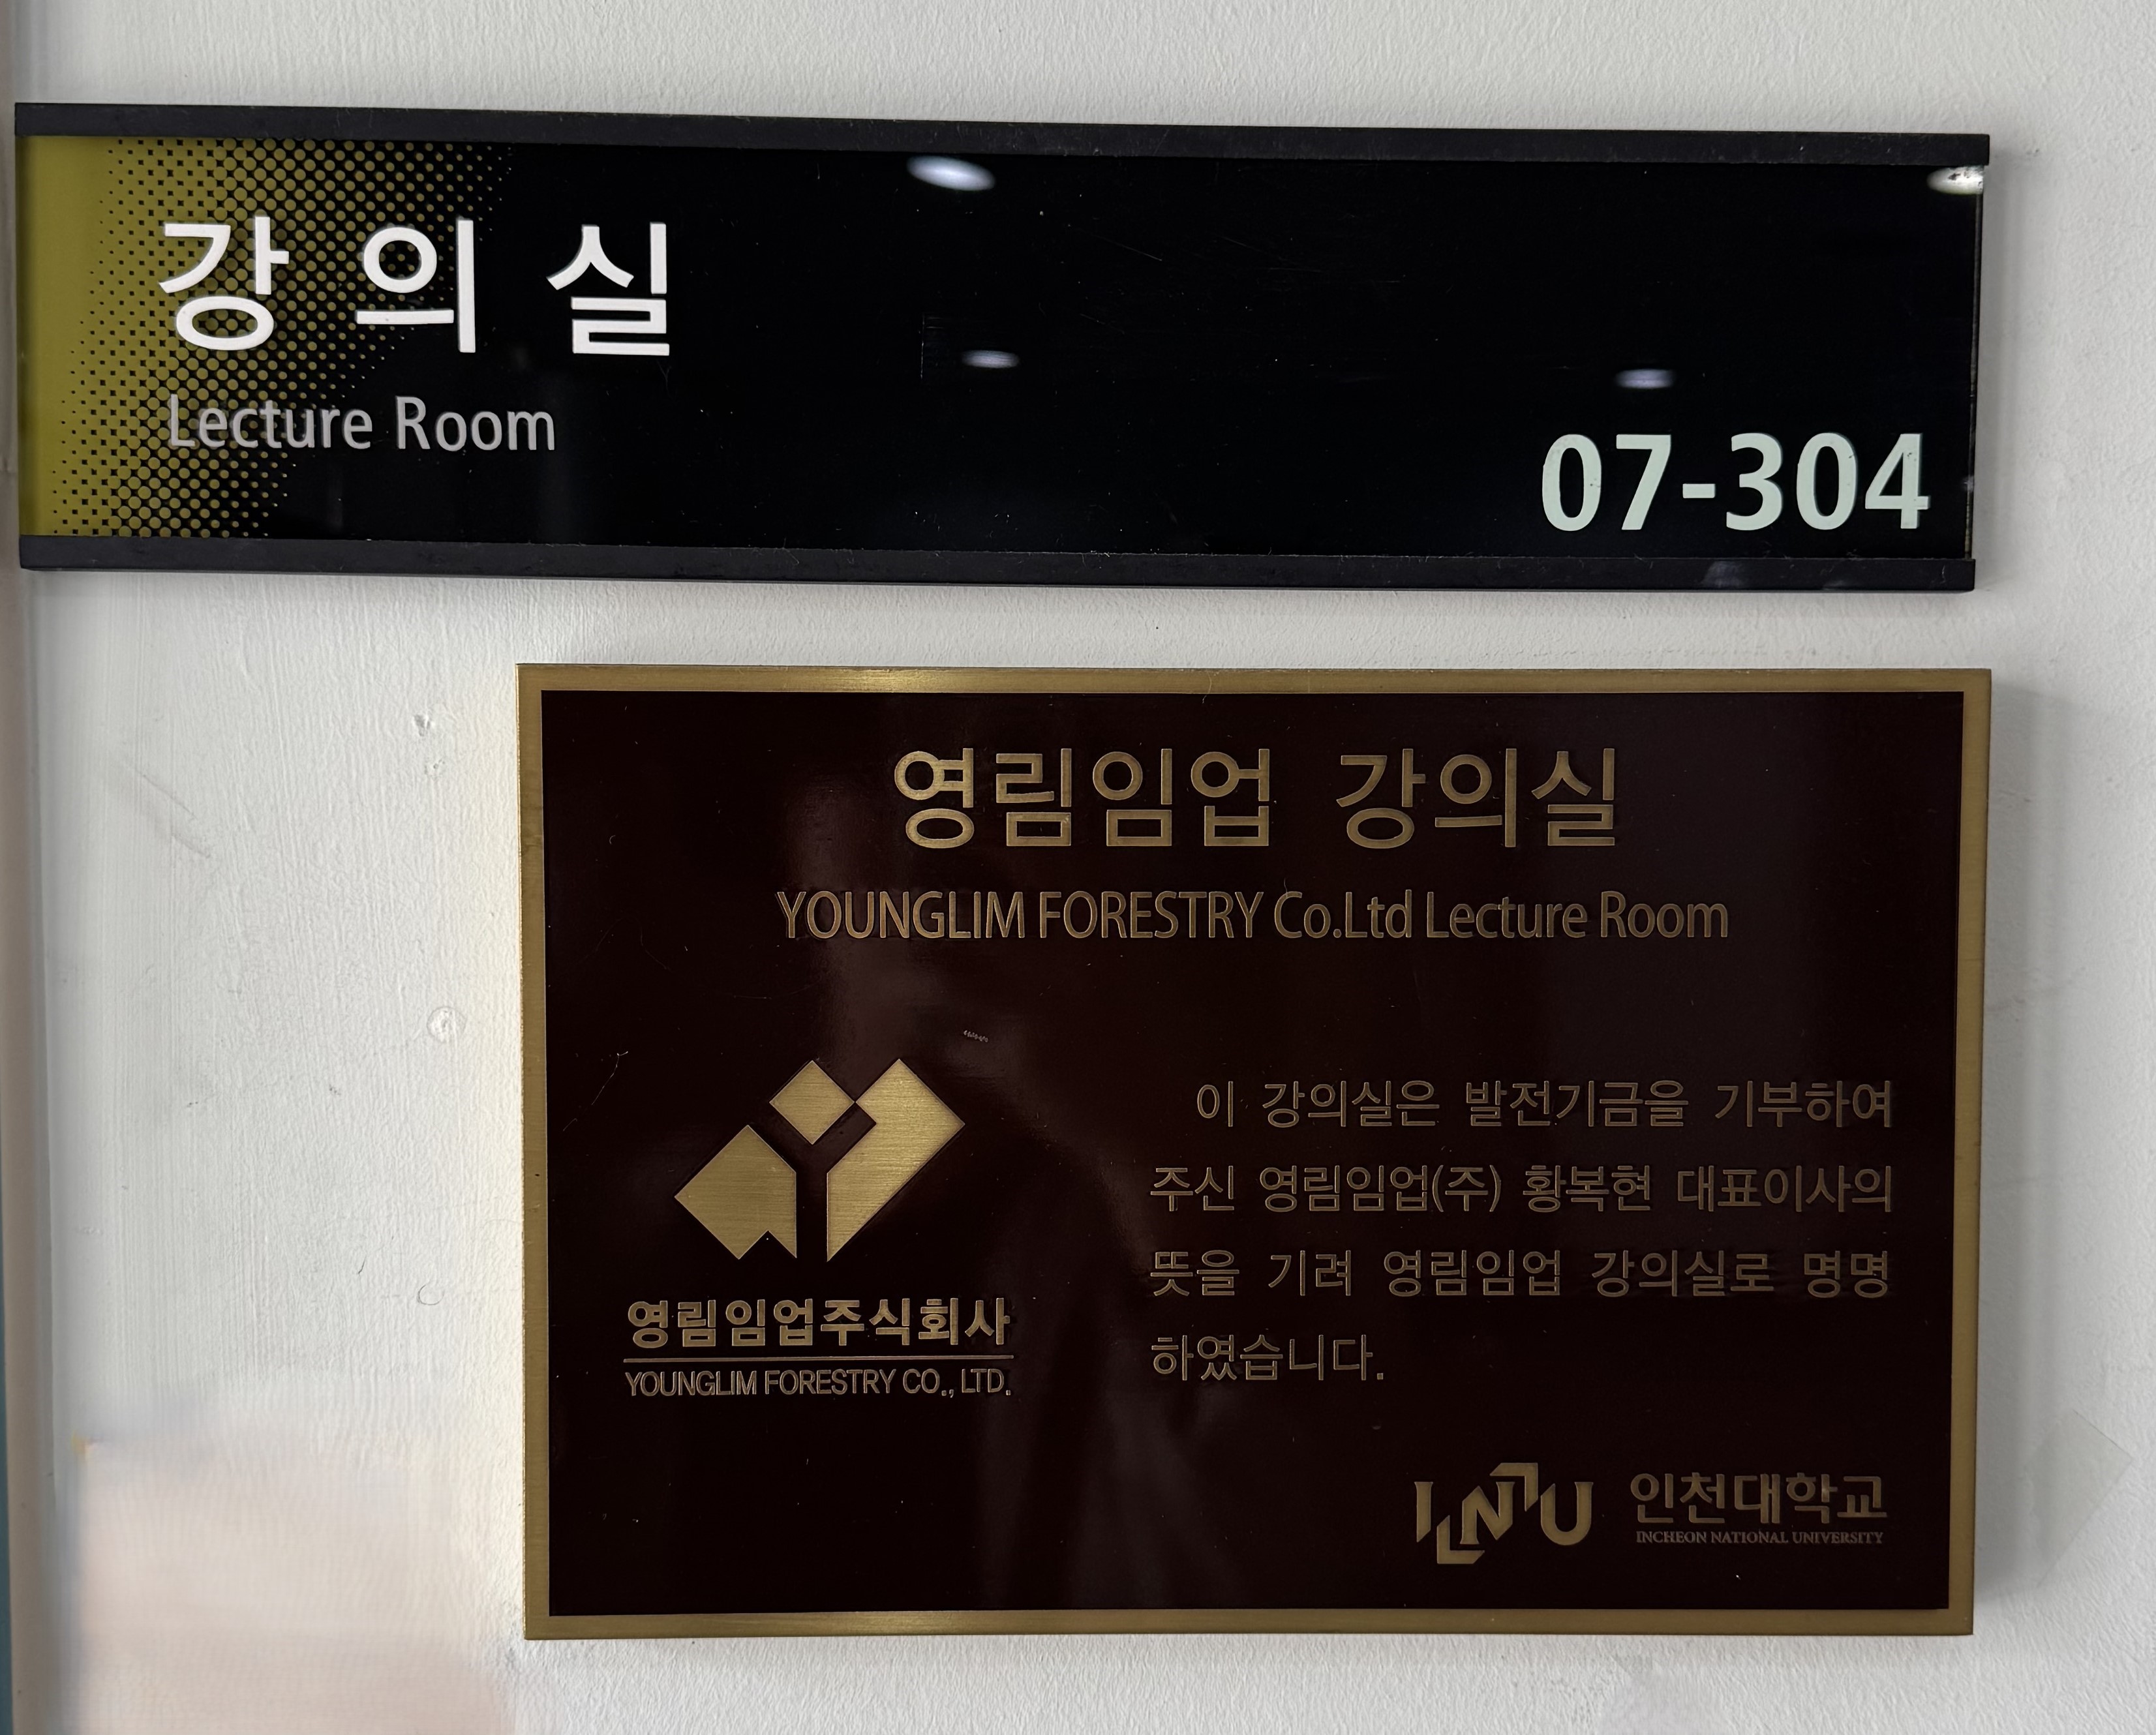 강의실
Lecture Room
07-304
영림임업 강의실
YOUNGLIM FORESTRY Co.Ltd Lecture Room
이 강의실은 발전기금을 기부하여
주신 영림임업(주) 황복현 대표이사의
뜻을 기려 영림임업 강의실로 명명
하였습니다.
영림임업주식회사
YOUNGLIM FORESTRY CO., LTD.
INU 인천대학교
INCHEON NATIONAL UNIVERSITY